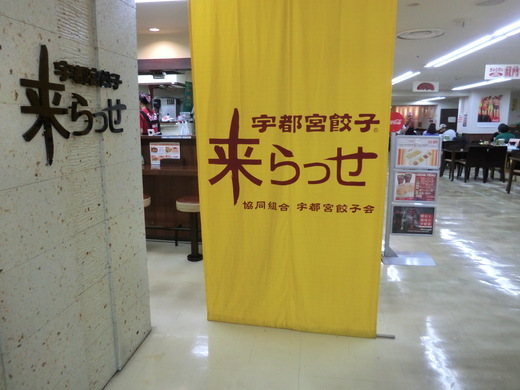 宇都宮餃子
来らっせ
宇都宮餃子
来らっせ
協同組合 宇都宮餃子会